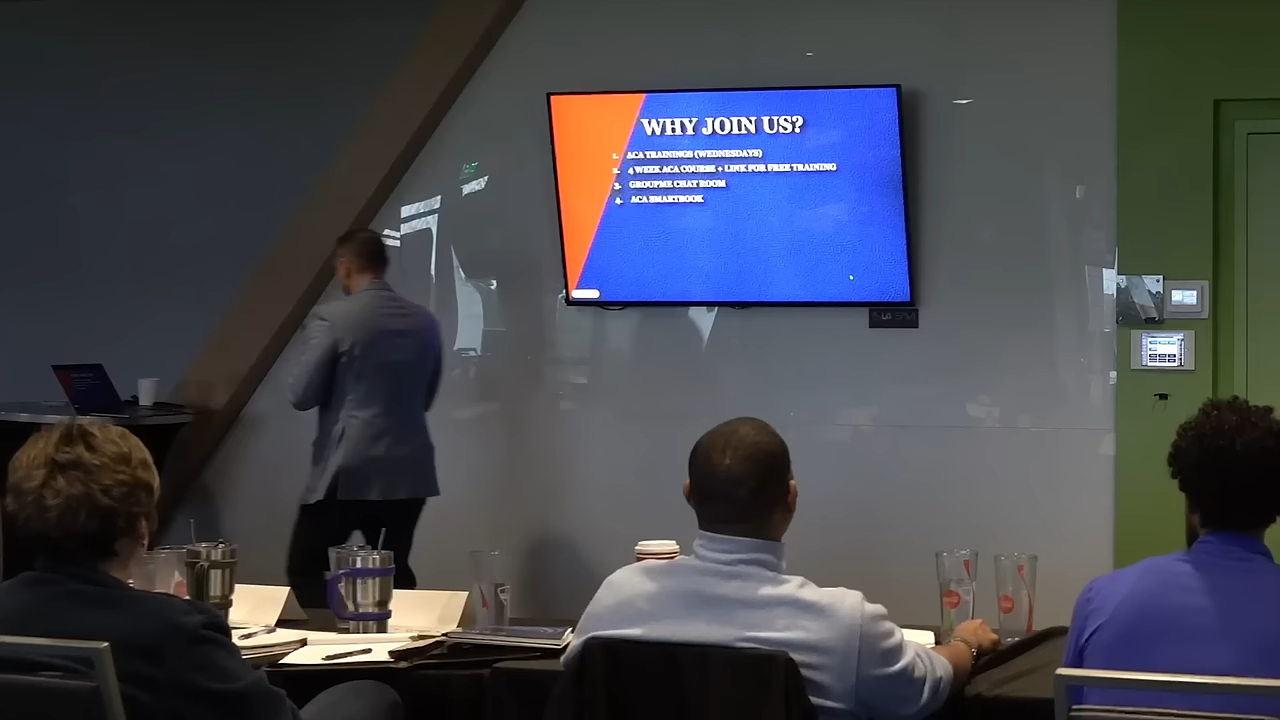 WHY JOIN US?
1. ACA TRAININGS (WEDNESDAYS)
2. 4 WEEK ACA COURSE + LINK FOR FREE TRAINING
3. GROUPME CHAT ROOM
4. ACA SMARTBOOK